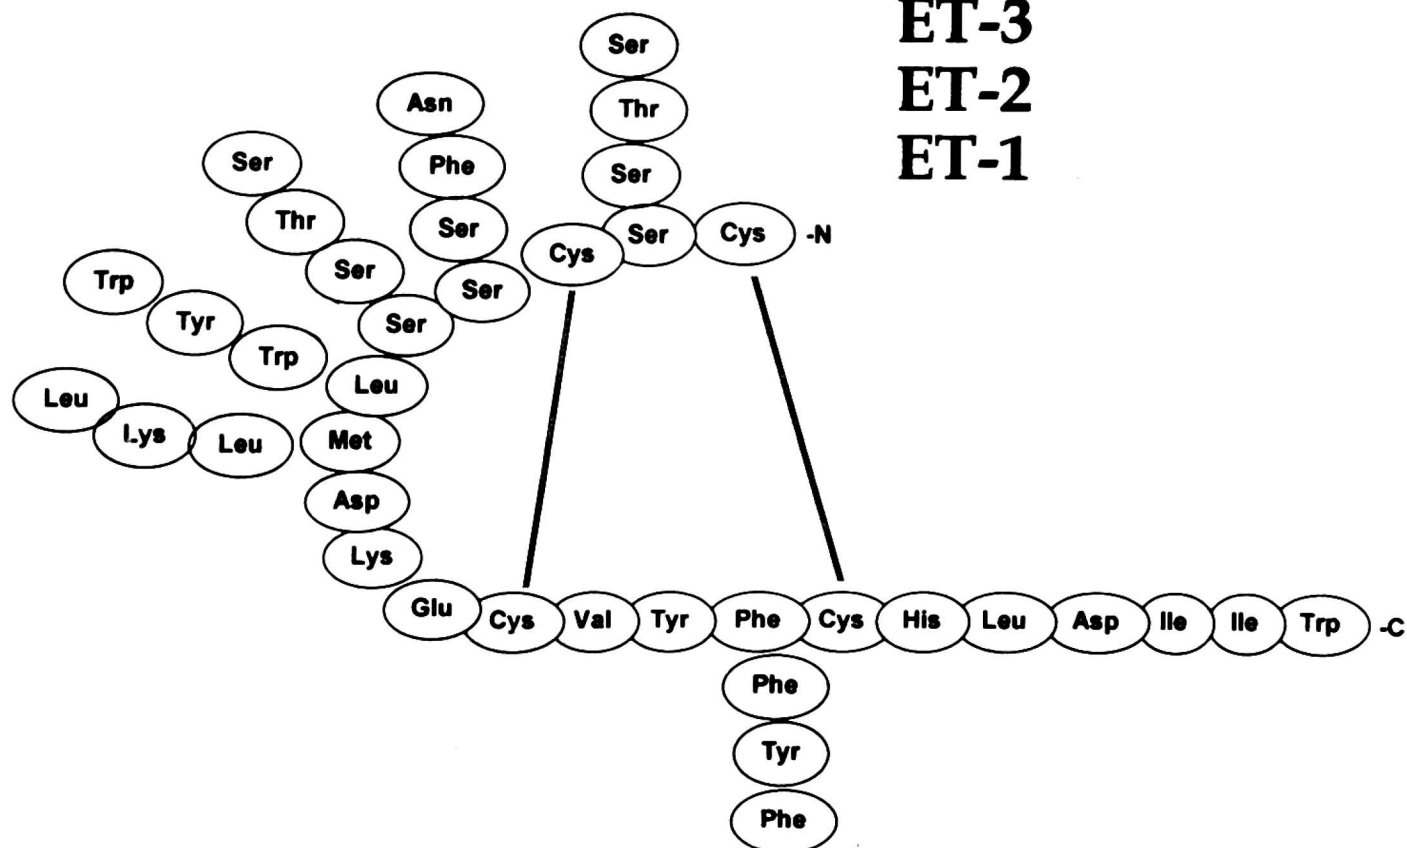 ET-3
ET-2
ET-1
Ser
Thr
Ser
Asn
Phe
Ser
Ser
Thr
Ser
Trp
Tyr
Trp
Leu
Lys
Leu
-N
Cys
Ser
Cys
Ser
Ser
Leu
Met
Asp
Lys
Glu
Cys
Val
Tyr
Phe
Cys
His
Leu
Asp
Ile
Ile
Trp
-C
Phe
Tyr
Phe